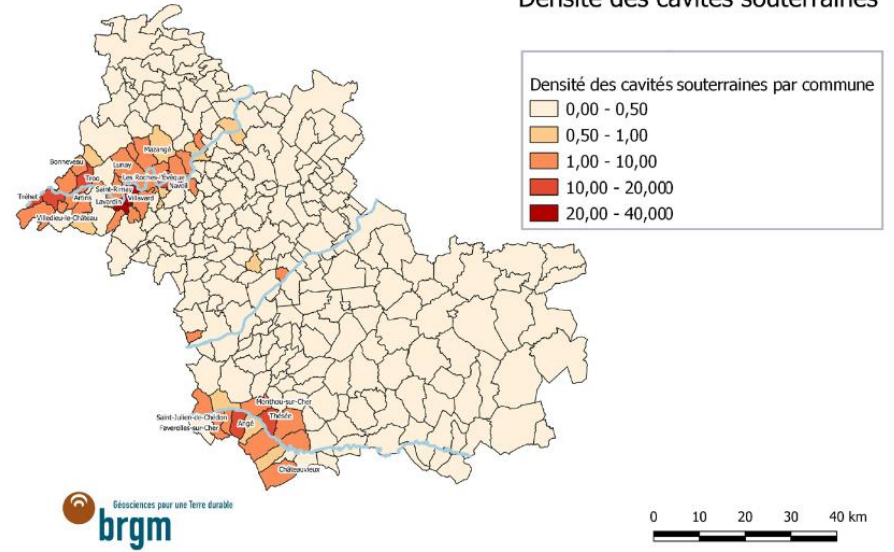 Densité des cavités souterraines
Densité des cavités souterraines par commune
0,00 - 0,50
0,50 - 1,00
1,00 - 10,00
10,00 - 20,000
20,00 - 40,000
Mazangé
Bonneveau
Lunay
Troo
Les Roches-l'Évêque
Saint-Rimay
Naveil
Tréhet
Artins
Lavardin
Villavard
Villedieu-le-Château
Monthou-sur-Cher
Saint-Julien-de-Chédon
Thésée
Angé
Faverolles-sur-Cher
Châteauvieux
Géosciences pour une Terre durable
brgm
0 10 20 30 40 km